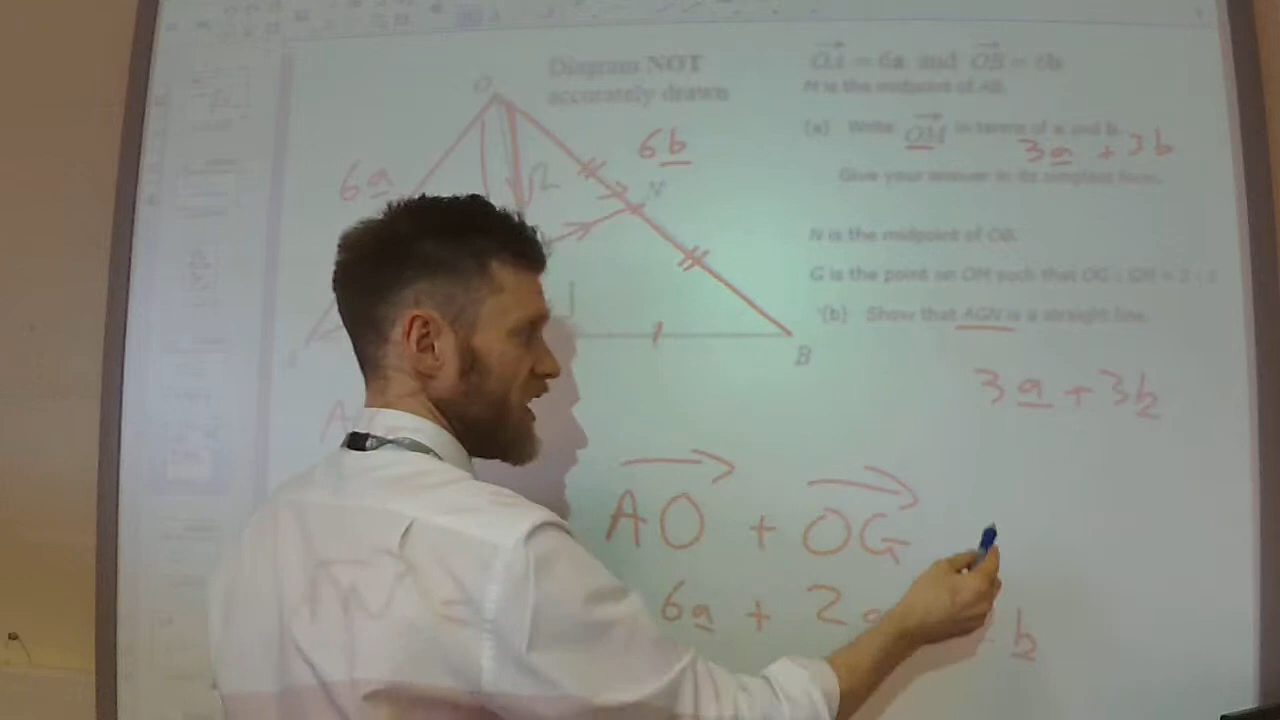 Diagram NOT
accurately drawn
OA = 6a and OB = 6b
M is the midpoint of AB.
(a) Write OM in terms of a and b.
3a + 3b
Give your answer in its simplest form.
N is the midpoint of OB.
G is the point on OM such that OG : GM = 2 : 1
(b) Show that AGN is a straight line.
O
6a
6b
N
B
3a + 3b
AO + OG
6a + 2
b